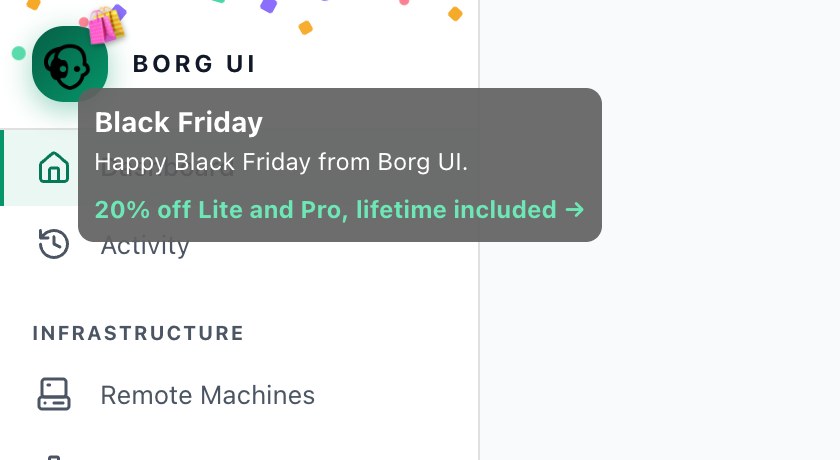 BORG UI
Black Friday
Happy Black Friday from Borg UI.
20% off Lite and Pro, lifetime included →
Dashboard
Activity
INFRASTRUCTURE
Remote Machines